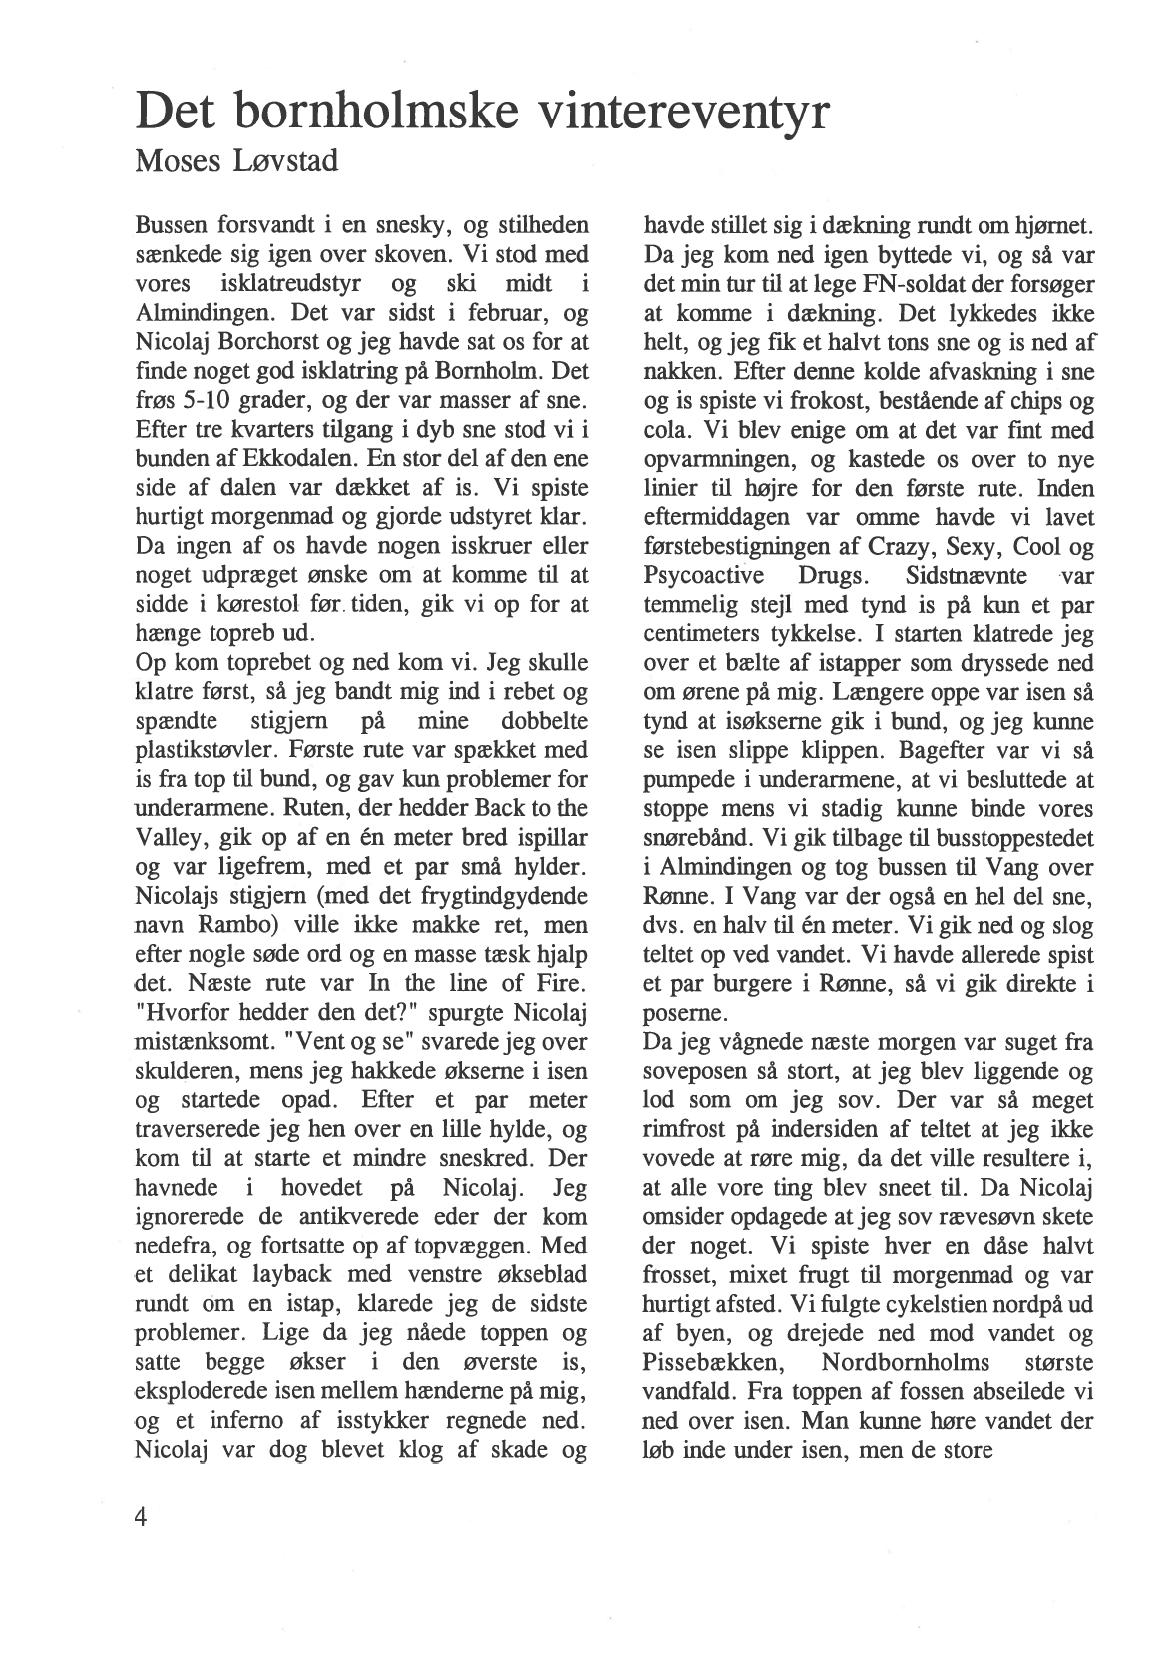 Det bornholmske vintereventyr
Moses Løvstad
Bussen forsvandt i en snesky, og stilheden
sænkede sig igen over skoven. Vi stod med
vores isklatreudstyr og ski midt i
Almindingen. Det var sidst i februar, og
Nicolaj Borchorst og jeg havde sat os for at
finde noget god isklatring på Bornholm. Det
frøs 5-10 grader, og der var masser af sne.
Efter tre kvarters tilgang i dyb sne stod vi i
bunden af Ekkodalen. En stor del af den ene
side af dalen var dækket af is. Vi spiste
hurtigt morgenmad og gjorde udstyret klar.
Da ingen af os havde nogen isskruer eller
noget udpræget ønske om at komme til at
sidde i kørestol før. tiden, gik vi op for at
hænge topreb ud.
Op kom toprebet og ned kom vi. Jeg skulle
klatre først, så jeg bandt mig ind i rebet og
spændte stigjern på mine dobbelte
plastikstøvler. Første rute var spækket med
is fra top til bund, og gav kun problemer for
underarmene. Ruten, der hedder Back to the
Valley, gik op af en én meter bred ispillar
og var ligefrem, med et par små hylder.
Nicolajs stigjern (med det frygtindgydende
navn Rambo) ville ikke makke ret, men
efter nogle søde ord og en masse tæsk hjalp
det. Næste rute var In the line of Fire.
"Hvorfor hedder den det?" spurgte Nicolaj
mistænksomt. "Vent og se" svarede jeg over
skulderen, mens jeg hakkede økserne i isen
og startede opad. Efter et par meter
traverserede jeg hen over en lille hylde, og
kom til at starte et mindre sneskred. Der
havnede i hovedet på Nicolaj. Jeg
ignorerede de antikverede eder der kom
nedefra, og fortsatte op af topvæggen. Med
et delikat layback med venstre økseblad
rundt om en istap, klarede jeg de sidste
problemer. Lige da jeg nåede toppen og
satte begge økser i den øverste is,
eksploderede isen mellem hænderne på mig,
og et inferno af isstykker regnede ned.
Nicolaj var dog blevet klog af skade og
havde stillet sig i dækning rundt om hjørnet.
Da jeg kom ned igen byttede vi, og så var
det min tur til at lege FN-soldat der forsøger
at komme i dækning. Det lykkedes ikke
helt, og jeg fik et halvt tons sne og is ned af
nakken. Efter denne kolde afvaskning i sne
og is spiste vi frokost, bestående af chips og
cola. Vi blev enige om at det var fint med
opvarmningen, og kastede os over to nye
linier til højre for den første rute. Inden
eftermiddagen var omme havde vi lavet
førstebestigningen af Crazy, Sexy, Cool og
Psycoactive Drugs. Sidstnævnte var
temmelig stejl med tynd is på kun et par
centimeters tykkelse. I starten klatrede jeg
over et bælte af istapper som dryssede ned
om ørene på mig. Længere oppe var isen så
tynd at isøkserne gik i bund, og jeg kunne
se isen slippe klippen. Bagefter var vi så
pumpede i underarmene, at vi besluttede at
stoppe mens vi stadig kunne binde vores
snørebånd. Vi gik tilbage til busstoppestedet
i Almindingen og tog bussen til Vang over
Rønne. I Vang var der også en hel del sne,
dvs. en halv til én meter. Vi gik ned og slog
teltet op ved vandet. Vi havde allerede spist
et par burgere i Rønne, så vi gik direkte i
poserne.
Da jeg vågnede næste morgen var suget fra
soveposen så stort, at jeg blev liggende og
lod som om jeg sov. Der var så meget
rimfrost på indersiden af teltet at jeg ikke
vovede at røre mig, da det ville resultere i,
at alle vore ting blev sneet til. Da Nicolaj
omsider opdagede at jeg sov rævesøvn skete
der noget. Vi spiste hver en dåse halvt
frosset, mixet frugt til morgenmad og var
hurtigt afsted. Vi fulgte cykelstien nordpå ud
af byen, og drejede ned mod vandet og
Pissebækken, Nordbornholms største
vandfald. Fra toppen af fossen abseilede vi
ned over isen. Man kunne høre vandet der
løb inde under isen, men de store
4